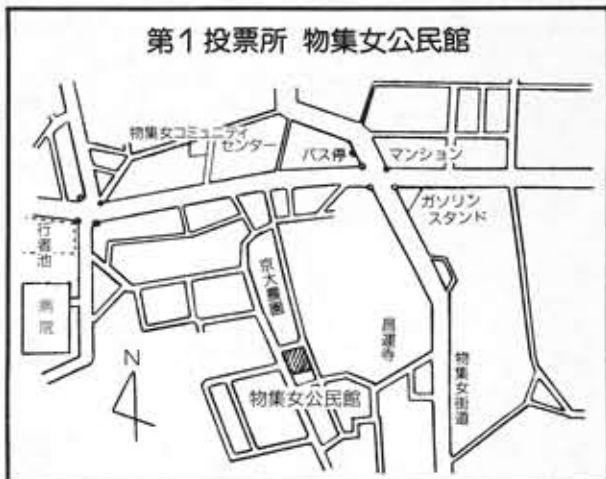 第1投票所 物集女公民館
物集女コミュニティ
センター
バス停
マンション
ガソリン
スタンド
行者池
病院
京大農園
昌運寺
物集女街道
N
物集女公民館